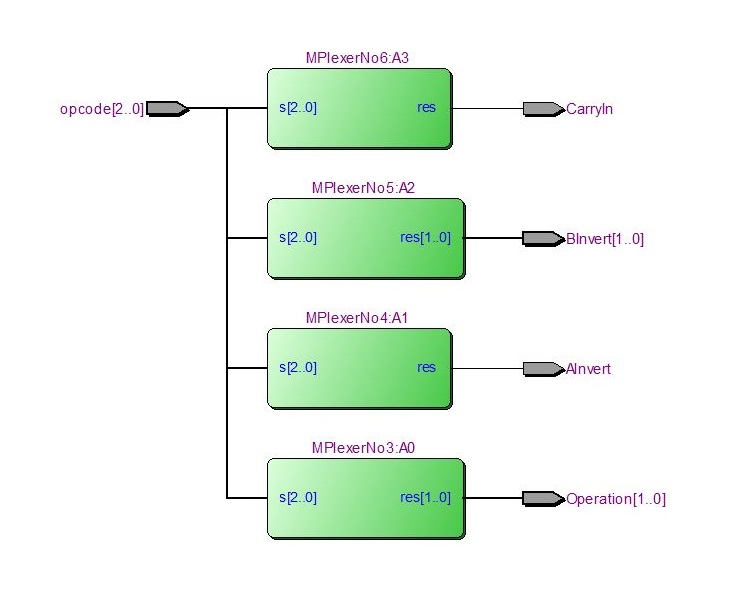 MPlexerNo6:A3
opcode[2..0] s[2..0] res CarryIn
MPlexerNo5:A2
s[2..0] res[1..0] BInvert[1..0]
MPlexerNo4:A1
s[2..0] res AInvert
MPlexerNo3:A0
s[2..0] res[1..0] Operation[1..0]